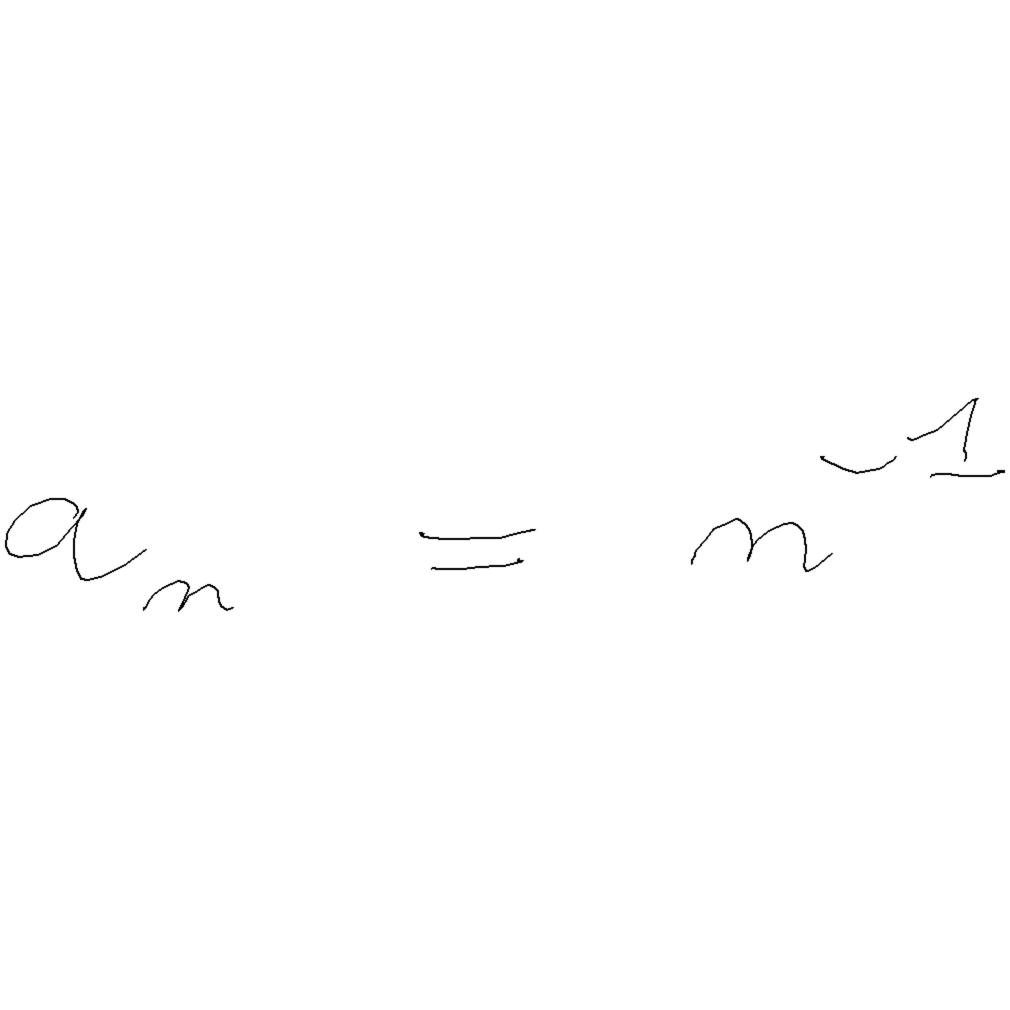 a_n = n^{-1}